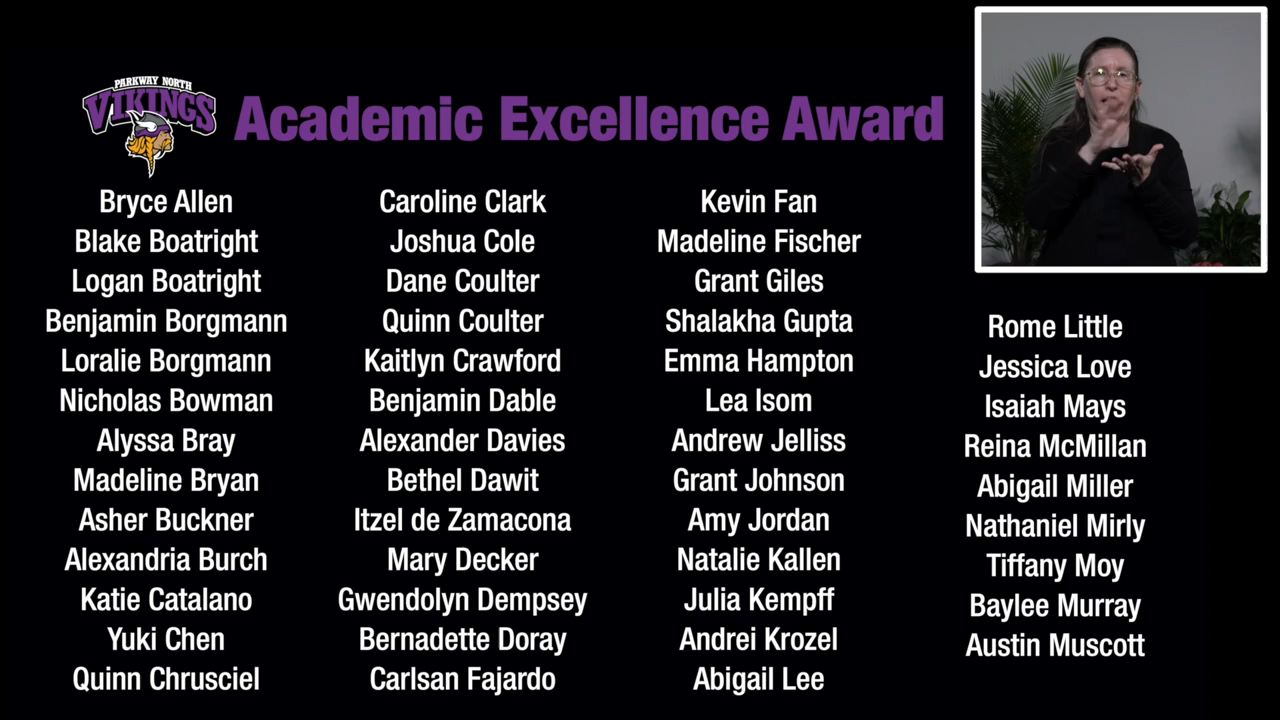 PARKWAY NORTH
VIKINGS
Academic Excellence Award
Bryce Allen
Blake Boatright
Logan Boatright
Benjamin Borgmann
Loralie Borgmann
Nicholas Bowman
Alyssa Bray
Madeline Bryan
Asher Buckner
Alexandria Burch
Katie Catalano
Yuki Chen
Quinn Chrusciel
Caroline Clark
Joshua Cole
Dane Coulter
Quinn Coulter
Kaitlyn Crawford
Benjamin Dable
Alexander Davies
Bethel Dawit
Itzel de Zamacona
Mary Decker
Gwendolyn Dempsey
Bernadette Doray
Carlsan Fajardo
Kevin Fan
Madeline Fischer
Grant Giles
Shalakha Gupta
Emma Hampton
Lea Isom
Andrew Jelliss
Grant Johnson
Amy Jordan
Natalie Kallen
Julia Kempff
Andrei Krozel
Abigail Lee
Rome Little
Jessica Love
Isaiah Mays
Reina McMillan
Abigail Miller
Nathaniel Mirly
Tiffany Moy
Baylee Murray
Austin Muscott